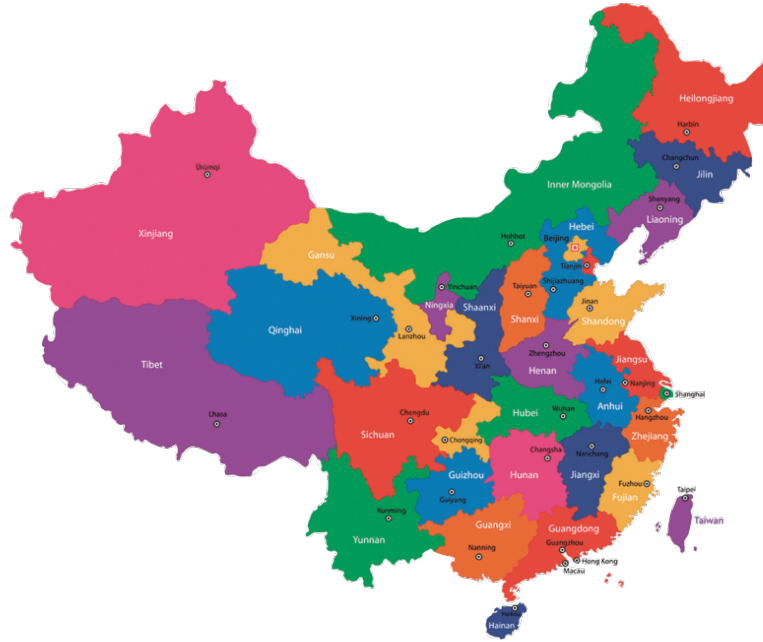 Heilongjiang
Harbin
Changchun
Jilin
Ürümqi
Inner Mongolia
Shenyang
Liaoning
Xinjiang
Hebei
Beijing
Hohhot
Gansu
Tianjin
Yinchuan
Taiyuan
Shijiazhuang
Ningxia
Shaanxi
Jinan
Xining
Shanxi
Shandong
Qinghai
Lanzhou
Zhengzhou
Jiangsu
Tibet
Xi'an
Henan
Hefei
Nanjing
Shanghai
Anhui
Lhasa
Chengdu
Hubei
Wuhan
Hangzhou
Sichuan
Chongqing
Zhejiang
Changsha
Nanchang
Guizhou
Hunan
Jiangxi
Fuzhou
Guiyang
Fujian
Taipei
Kunming
Guangxi
Guangdong
Taiwan
Yunnan
Guangzhou
Nanning
Hong Kong
Macau
Hainan